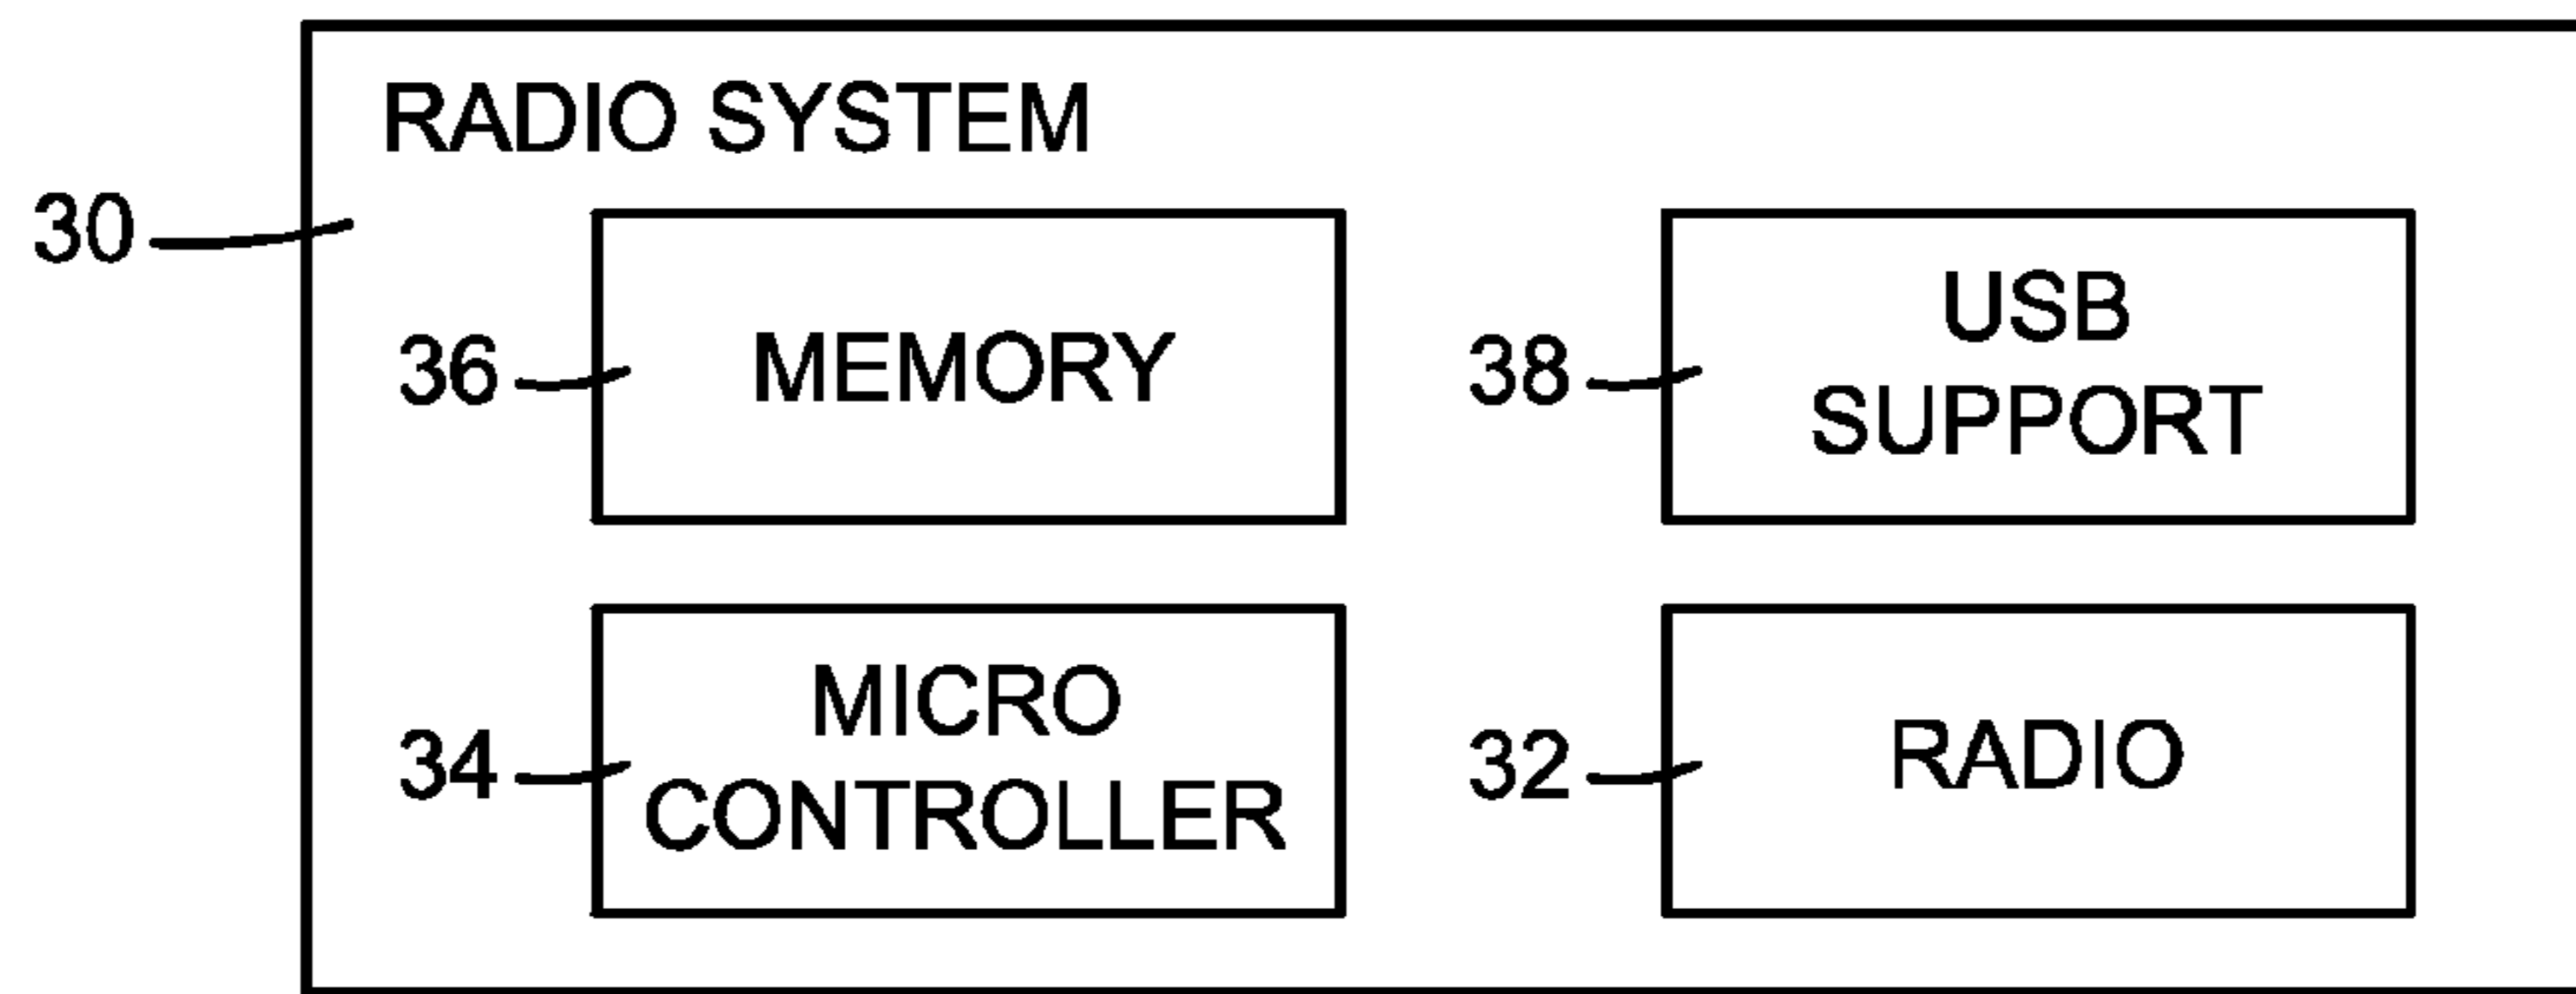 RADIO SYSTEM
30
36
MEMORY
38
USB
SUPPORT
34
MICRO
CONTROLLER
32
RADIO